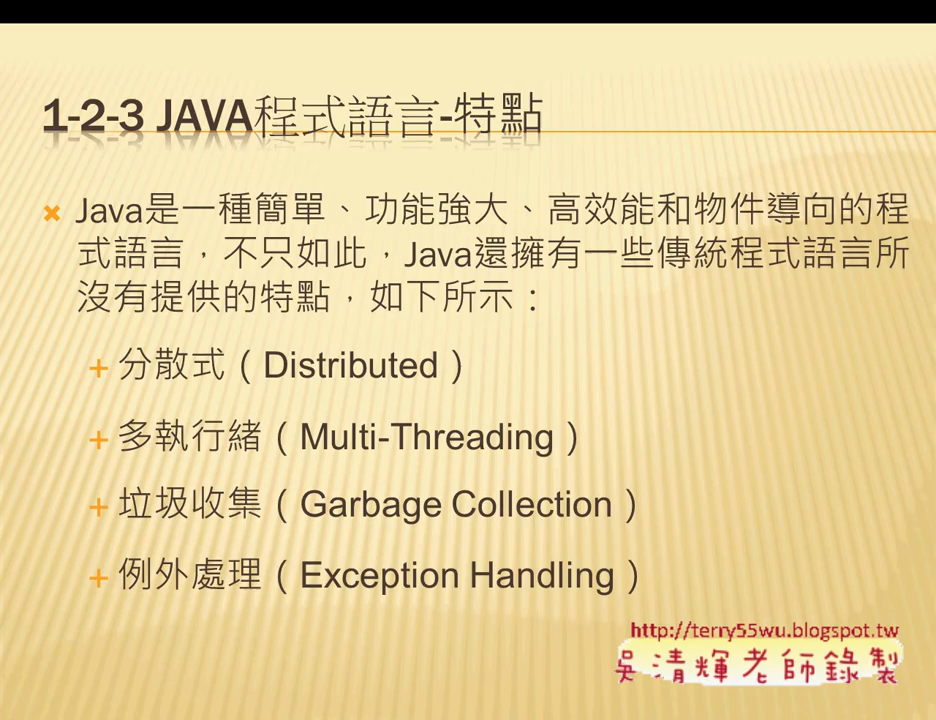 1-2-3 JAVA程式語言-特點
Java是一種簡單、功能強大、高效能和物件導向的程
式語言，不只如此，Java還擁有一些傳統程式語言所
沒有提供的特點，如下所示：
分散式（Distributed）
多執行緒（Multi-Threading）
垃圾收集（Garbage Collection）
例外處理（Exception Handling）
http://terry55wu.blogspot.tw
吳清輝老師錄製